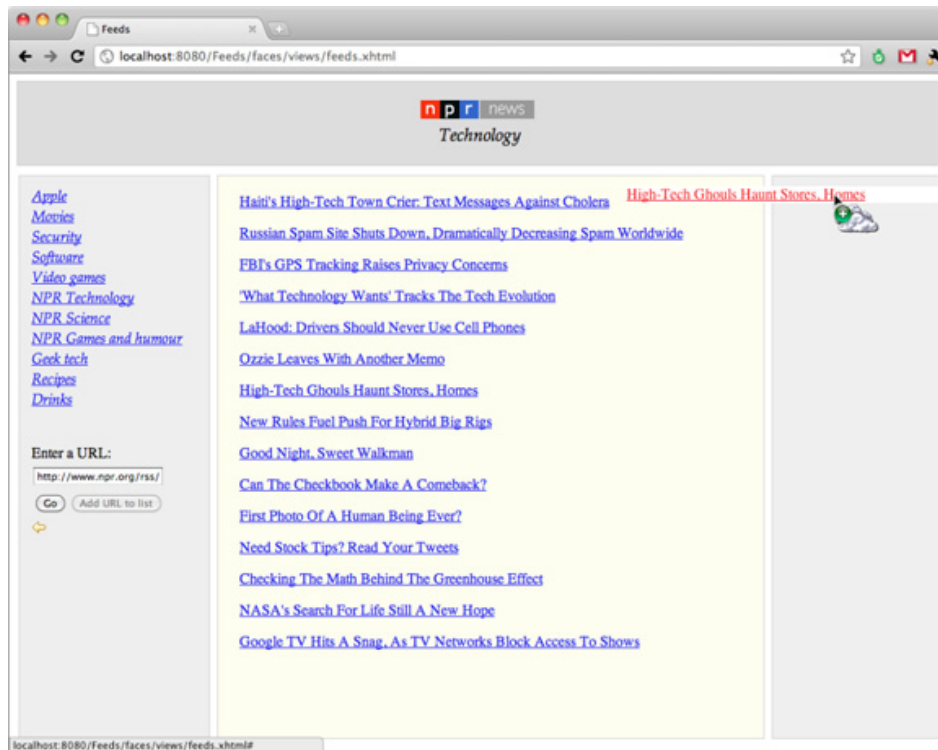 Feeds
localhost:8080/Feeds/faces/views/feeds.xhtml
npr news
Technology
Apple
Movies
Security
Software
Video games
NPR Technology
NPR Science
NPR Games and humour
Geek tech
Recipes
Drinks
Enter a URL:
http://www.npr.org/rss/
Go Add URL to list
Haiti's High-Tech Town Crier: Text Messages Against Cholera
Russian Spam Site Shuts Down, Dramatically Decreasing Spam Worldwide
FBI's GPS Tracking Raises Privacy Concerns
'What Technology Wants' Tracks The Tech Evolution
LaHood: Drivers Should Never Use Cell Phones
Ozzie Leaves With Another Memo
High-Tech Ghouls Haunt Stores, Homes
New Rules Fuel Push For Hybrid Big Rigs
Good Night, Sweet Walkman
Can The Checkbook Make A Comeback?
First Photo Of A Human Being Ever?
Need Stock Tips? Read Your Tweets
Checking The Math Behind The Greenhouse Effect
NASA's Search For Life Still A New Hope
Google TV Hits A Snag, As TV Networks Block Access To Shows
High-Tech Ghouls Haunt Stores, Homes
localhost:8080/Feeds/faces/views/feeds.xhtml#